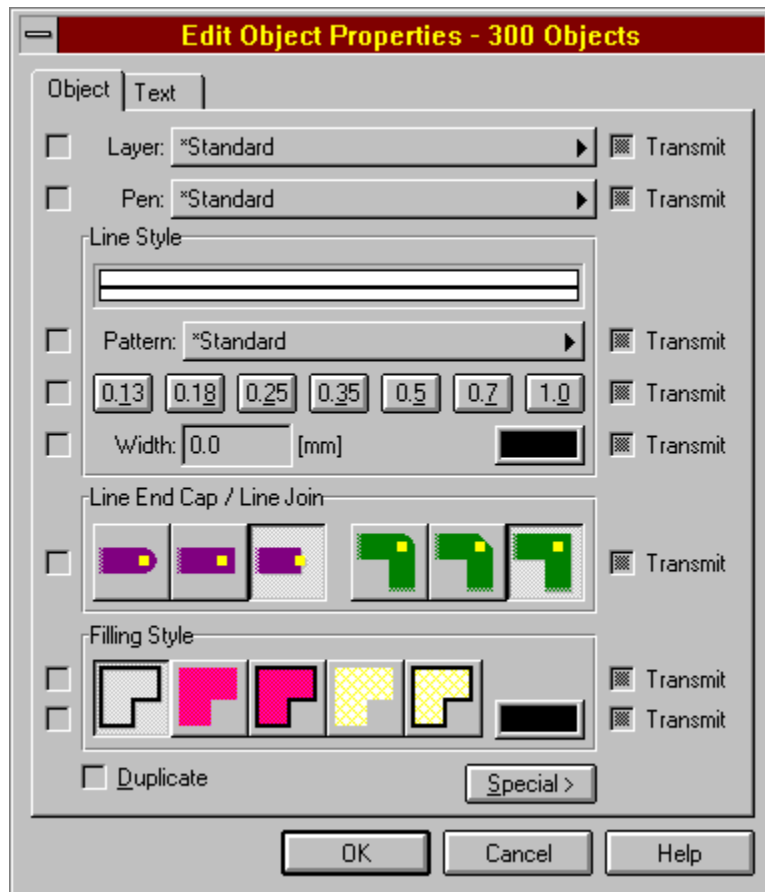 Edit Object Properties - 300 Objects
Object Text
Layer: *Standard Transmit
Pen: *Standard Transmit
Line Style
Pattern: *Standard Transmit
0.13 0.18 0.25 0.35 0.5 0.7 1.0 Transmit
Width: 0.0 [mm] Transmit
Line End Cap / Line Join
Transmit
Filling Style
Transmit
Transmit
Duplicate Special >
OK Cancel Help